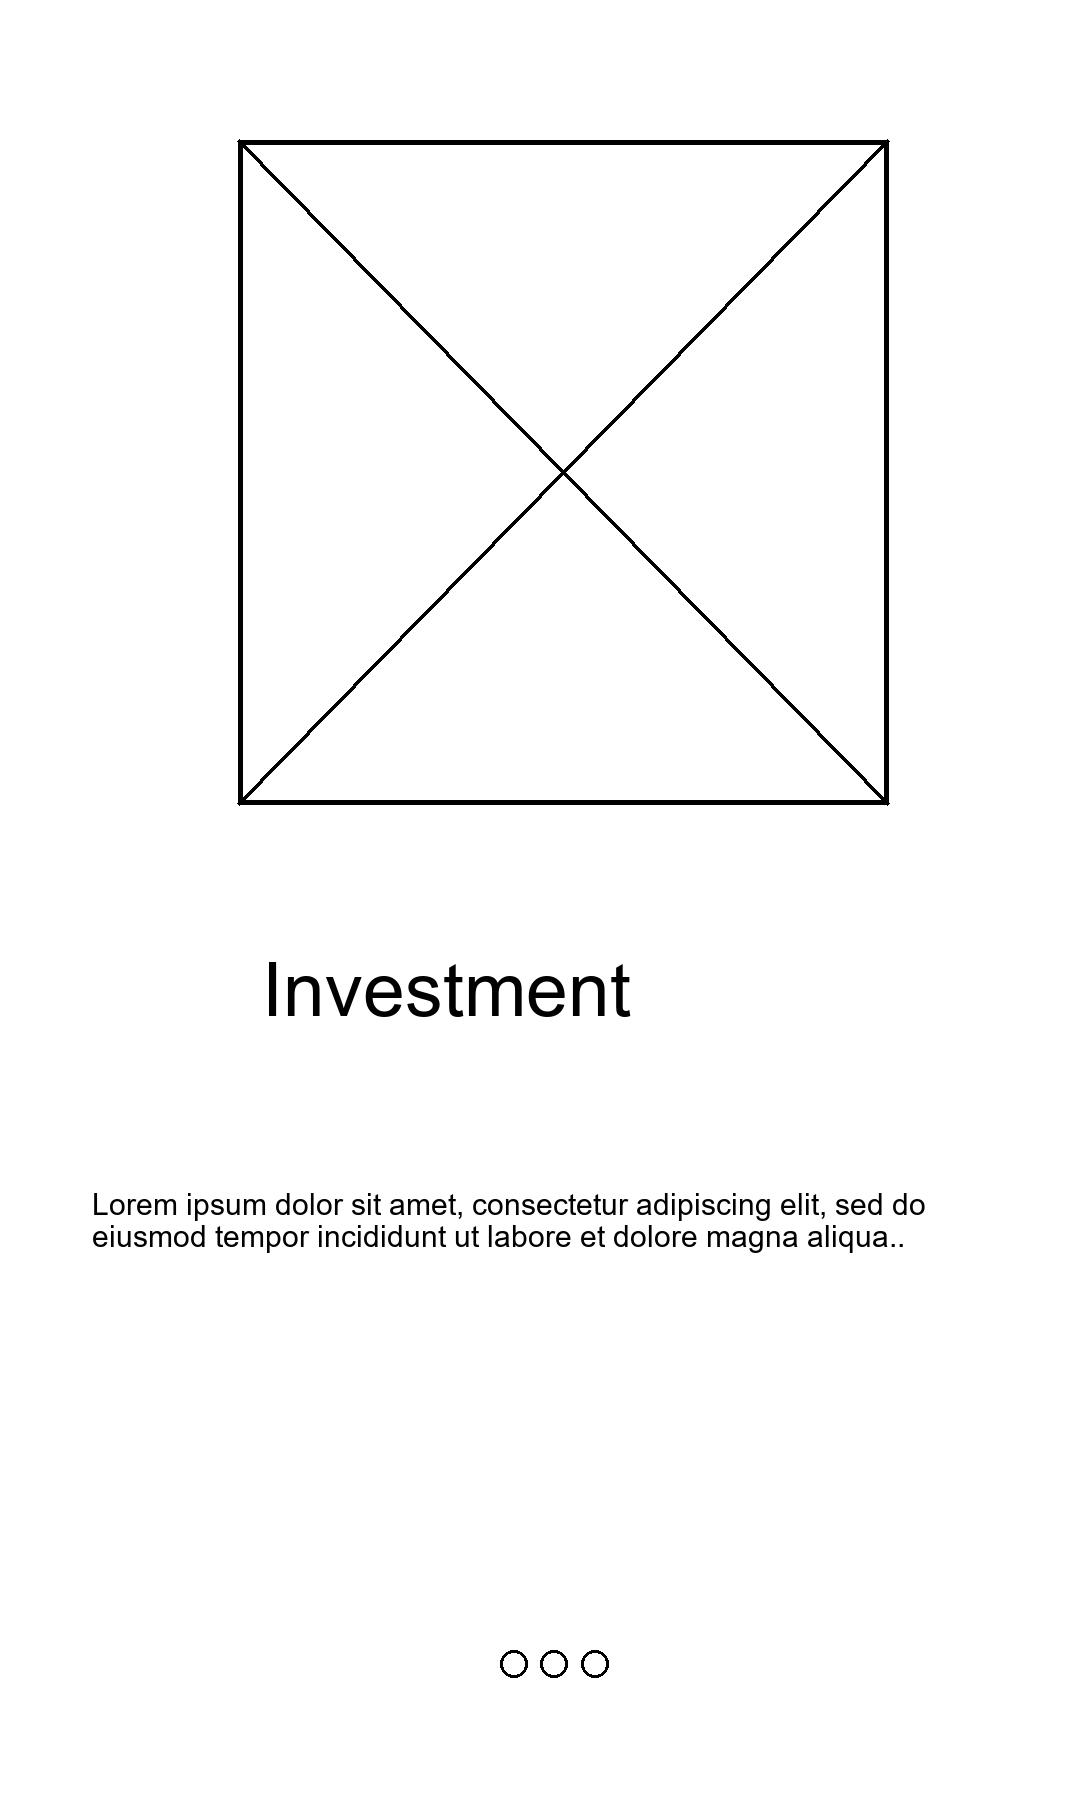 Investment
Lorem ipsum dolor sit amet, consectetur adipiscing elit, sed do
eiusmod tempor incididunt ut labore et dolore magna aliqua..